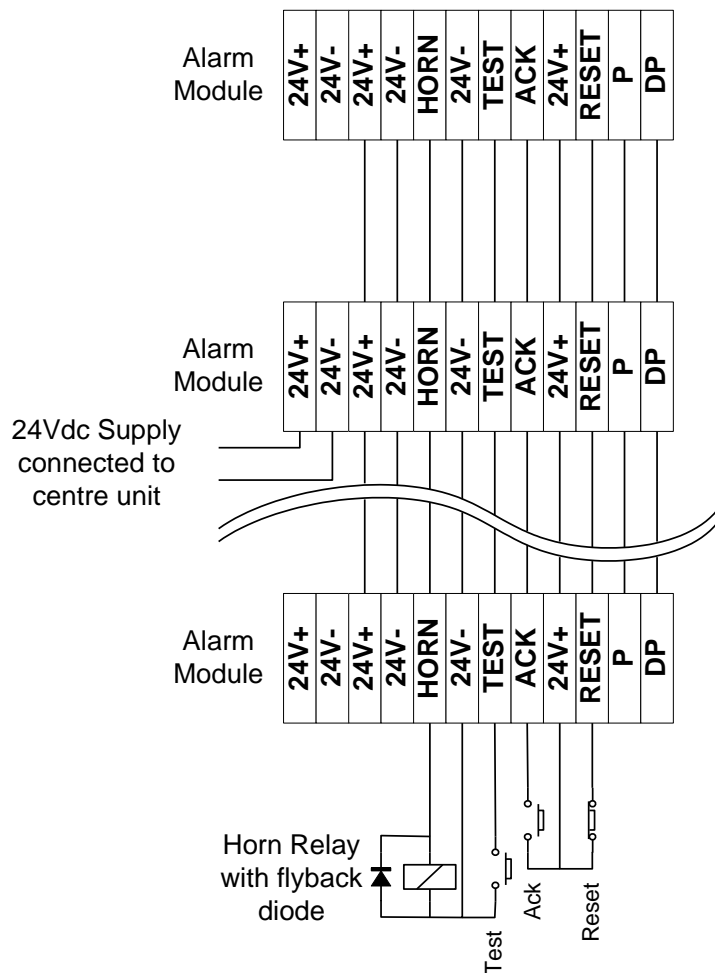 Alarm
Module
24V+
24V-
24V+
24V-
HORN
24V-
TEST
ACK
24V+
RESET
P
DP
Alarm
Module
24V+
24V-
24V+
24V-
HORN
24V-
TEST
ACK
24V+
RESET
P
DP
24Vdc Supply
connected to
centre unit
Alarm
Module
24V+
24V-
24V+
24V-
HORN
24V-
TEST
ACK
24V+
RESET
P
DP
Horn Relay
with flyback
diode
Test
Ack
Reset